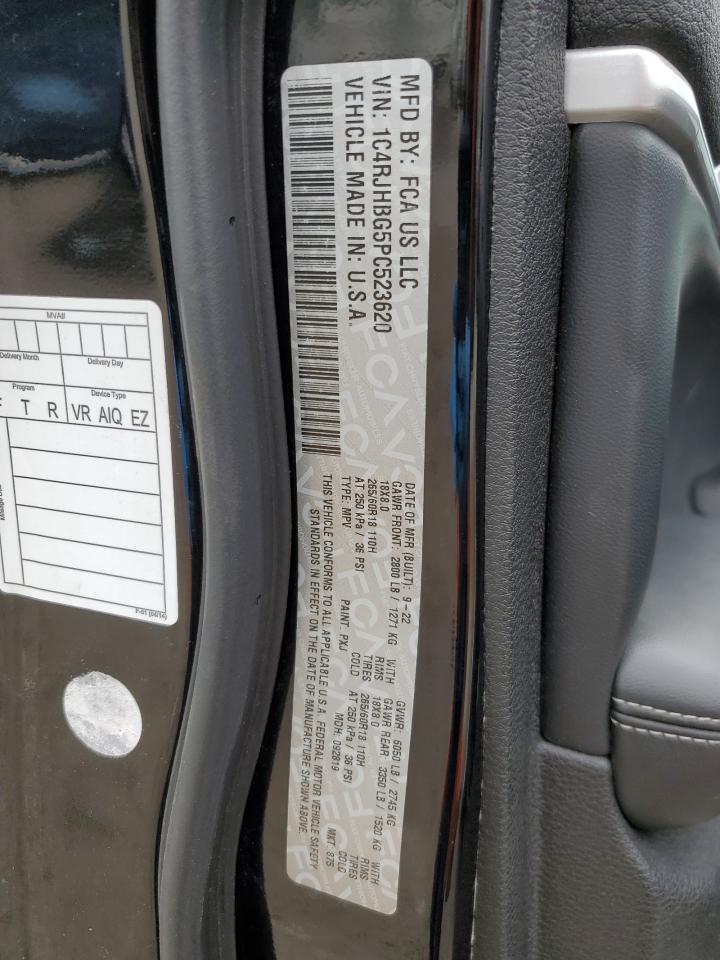 MFD BY: FCA US LLC
VIN: 1C4RJHBG5PC523620
VEHICLE MADE IN: U.S.A.
DATE OF MFR (BUILT): 9-22 GVWR: 6050 LB / 2745 KG
GAWR FRONT: 2800 LB / 1271 KG WITH GAWR REAR: 3350 LB / 1520 KG WITH
18X8.0 RIMS 18X8.0 RIMS
265/60R18 110H TIRES 265/60R18 110H TIRES
AT 250 kPa / 36 PSI COLD AT 250 kPa / 36 PSI COLD
TYPE: MPV PAINT: PXJ MDH: 092819 MKT: 875
THIS VEHICLE CONFORMS TO ALL APPLICABLE U.S.A. FEDERAL MOTOR VEHICLE SAFETY
STANDARDS IN EFFECT ON THE DATE OF MANUFACTURE SHOWN ABOVE.
MVA#
Delivery Month Delivery Day
Program Device Type
T R VR AIQ EZ
F-01 (04/14)